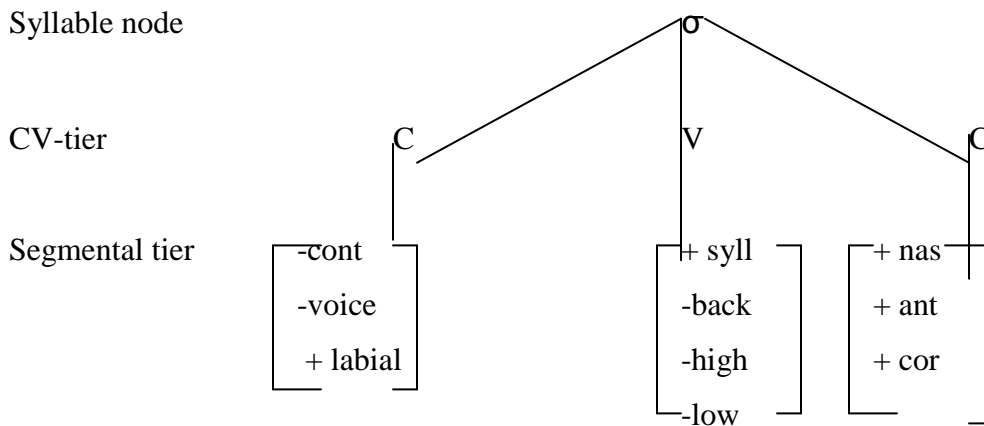 Syllable node σ
CV-tier C V C
Segmental tier -cont + syll + nas
-voice -back + ant
+ labial -high + cor
-low